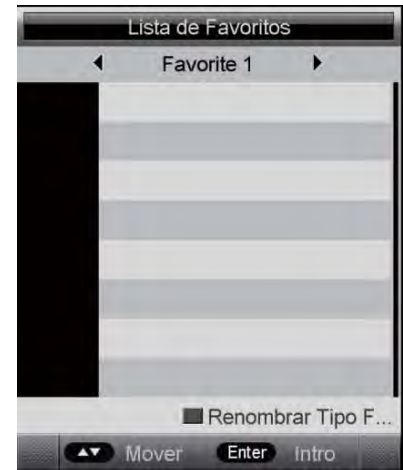 Lista de Favoritos
Favorite 1
Renombrar Tipo F...
Mover Enter Intro